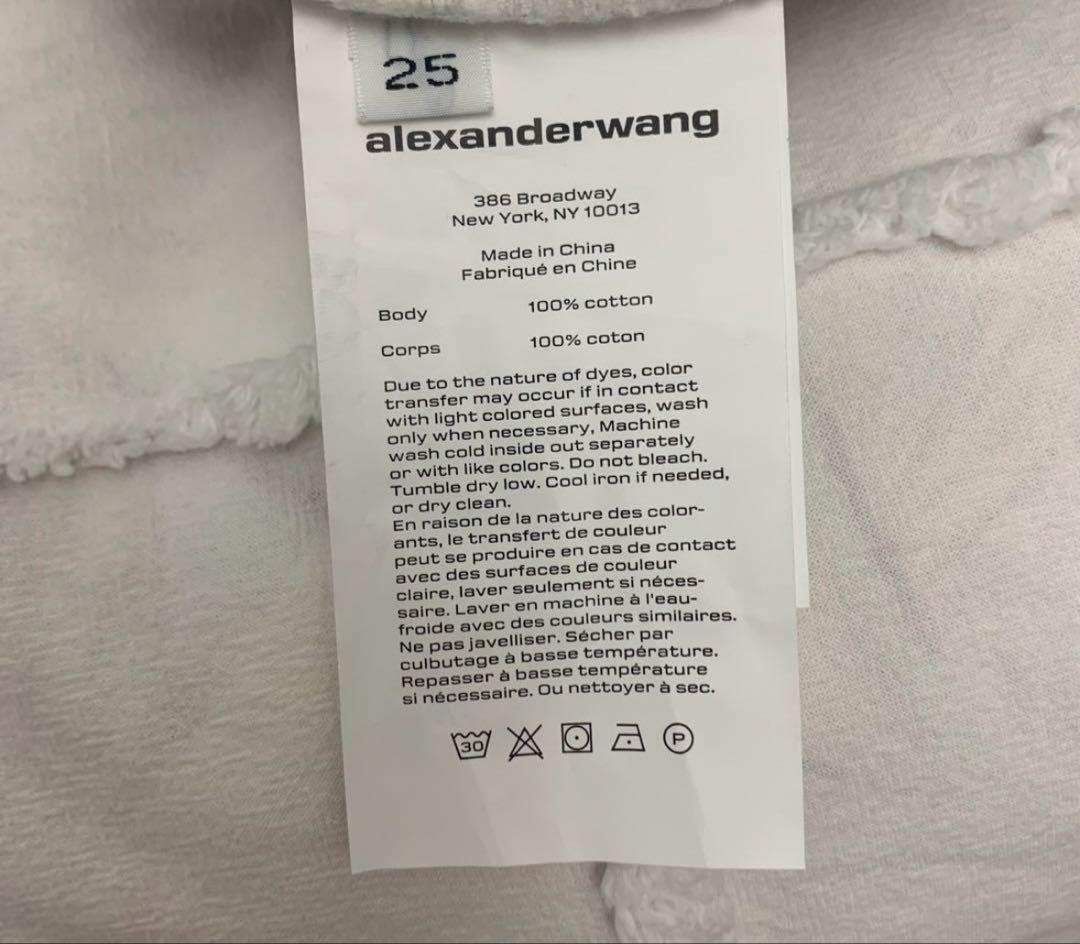 25
alexanderwang
386 Broadway
New York, NY 10013
Made in China
Fabriqué en Chine
Body 100% cotton
Corps 100% coton
Due to the nature of dyes, color
transfer may occur if in contact
with light colored surfaces, wash
only when necessary, Machine
wash cold inside out separately
or with like colors. Do not bleach.
Tumble dry low. Cool iron if needed,
or dry clean.
En raison de la nature des color-
ants, le transfert de couleur
peut se produire en cas de contact
avec des surfaces de couleur
claire, laver seulement si néces-
saire. Laver en machine à l'eau-
froide avec des couleurs similaires.
Ne pas javelliser. Sécher par
culbutage à basse température.
Repasser à basse température
si nécessaire. Ou nettoyer à sec.
30 P